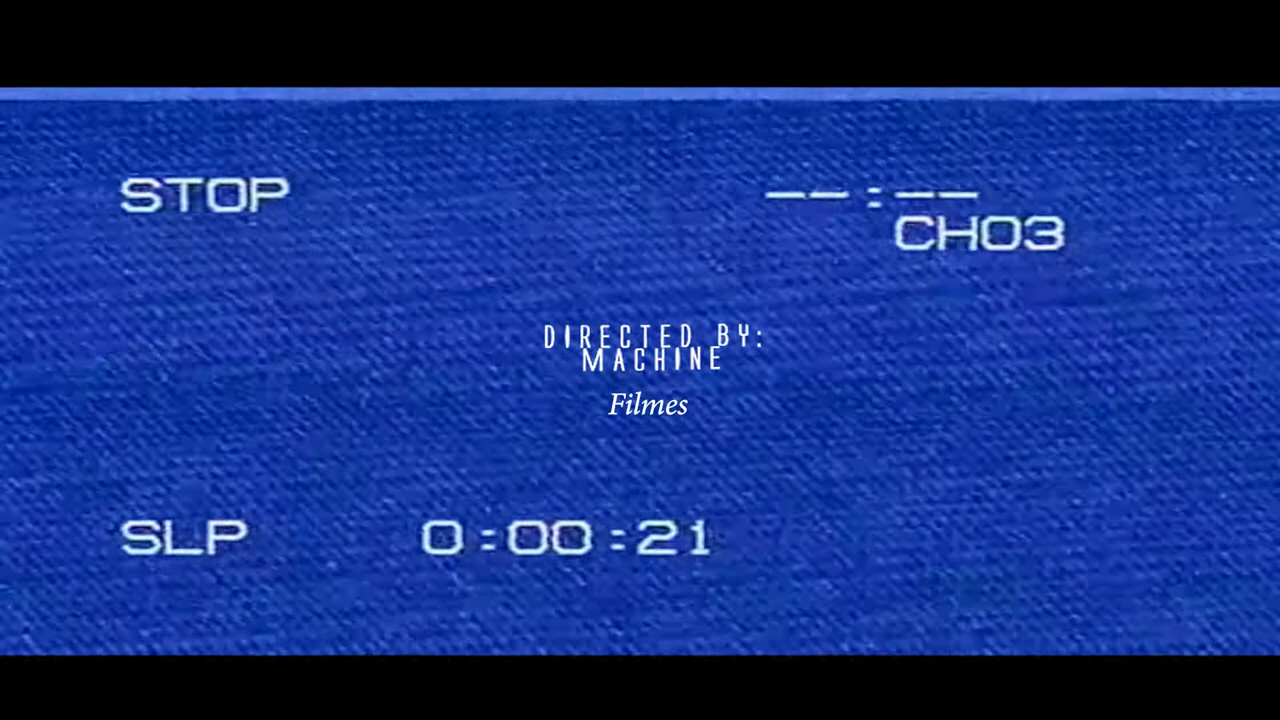 STOP
--:--
CH03
DIRECTED BY:
MACHINE
Filmes
SLP 0:00:21